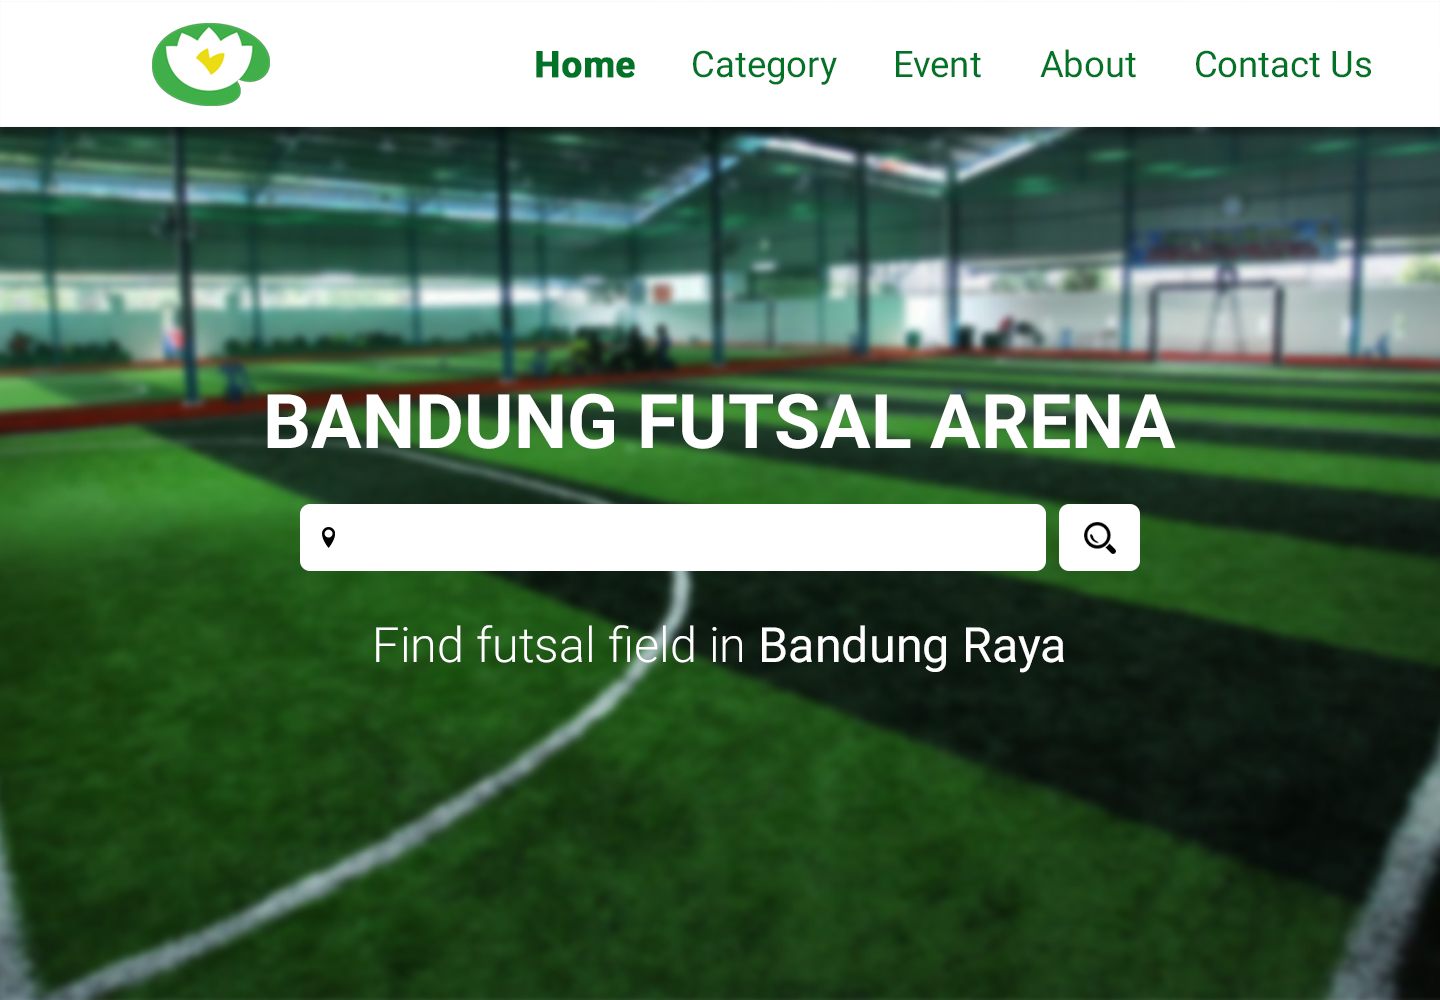 Home Category Event About Contact Us
BANDUNG FUTSAL ARENA
Find futsal field in Bandung Raya